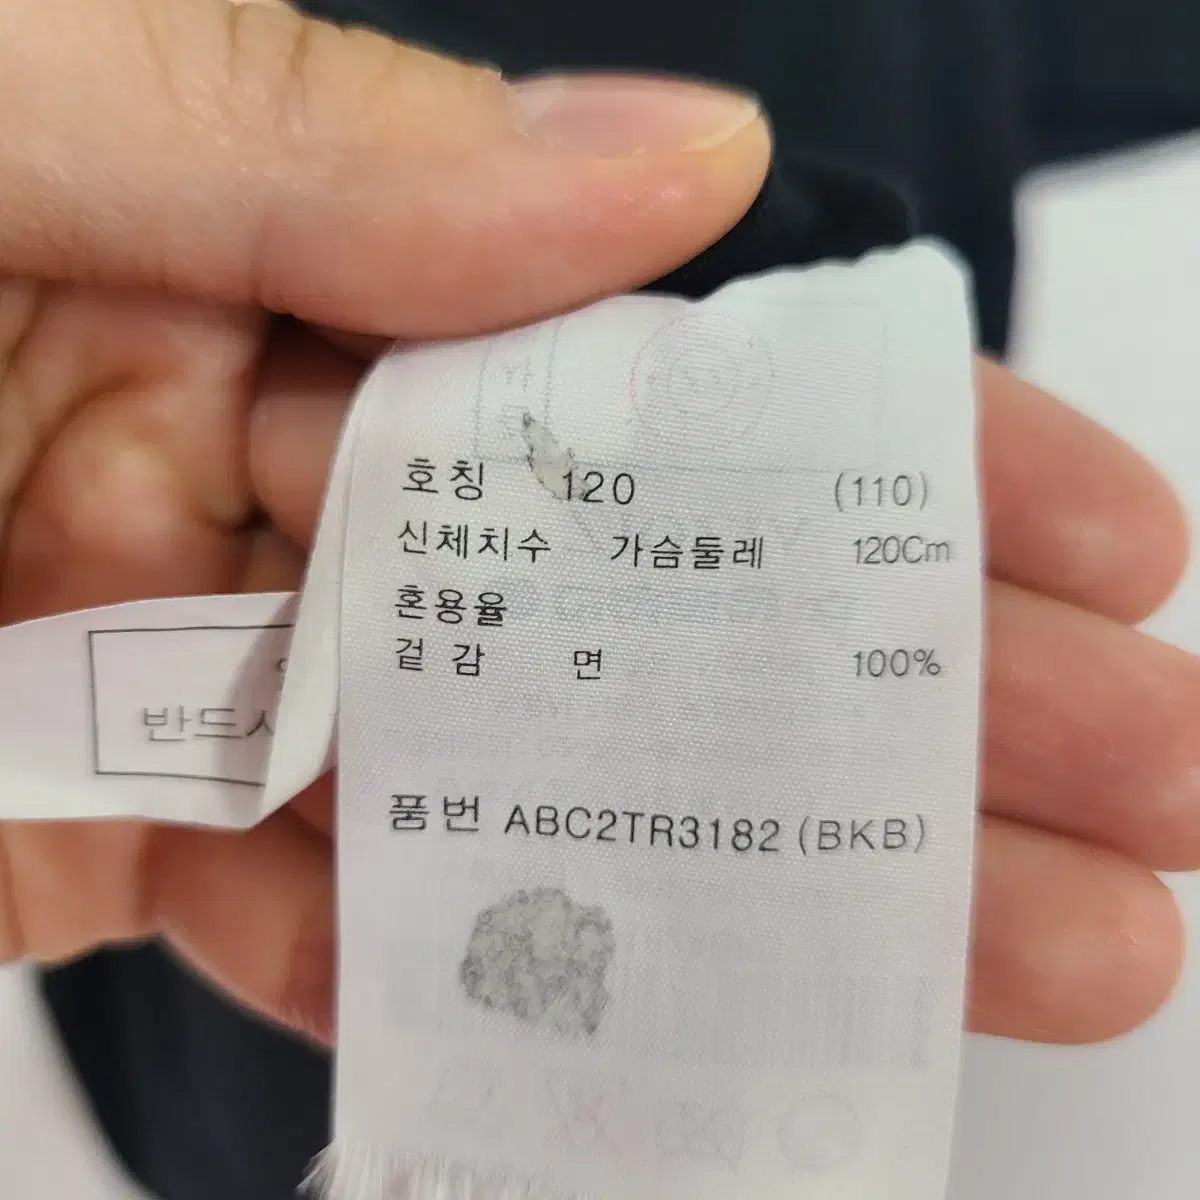 호칭 120 (110)
신체치수 가슴둘레 120Cm
혼용율
겉감 면 100%
품번 ABC2TR3182 (BKB)
반드시